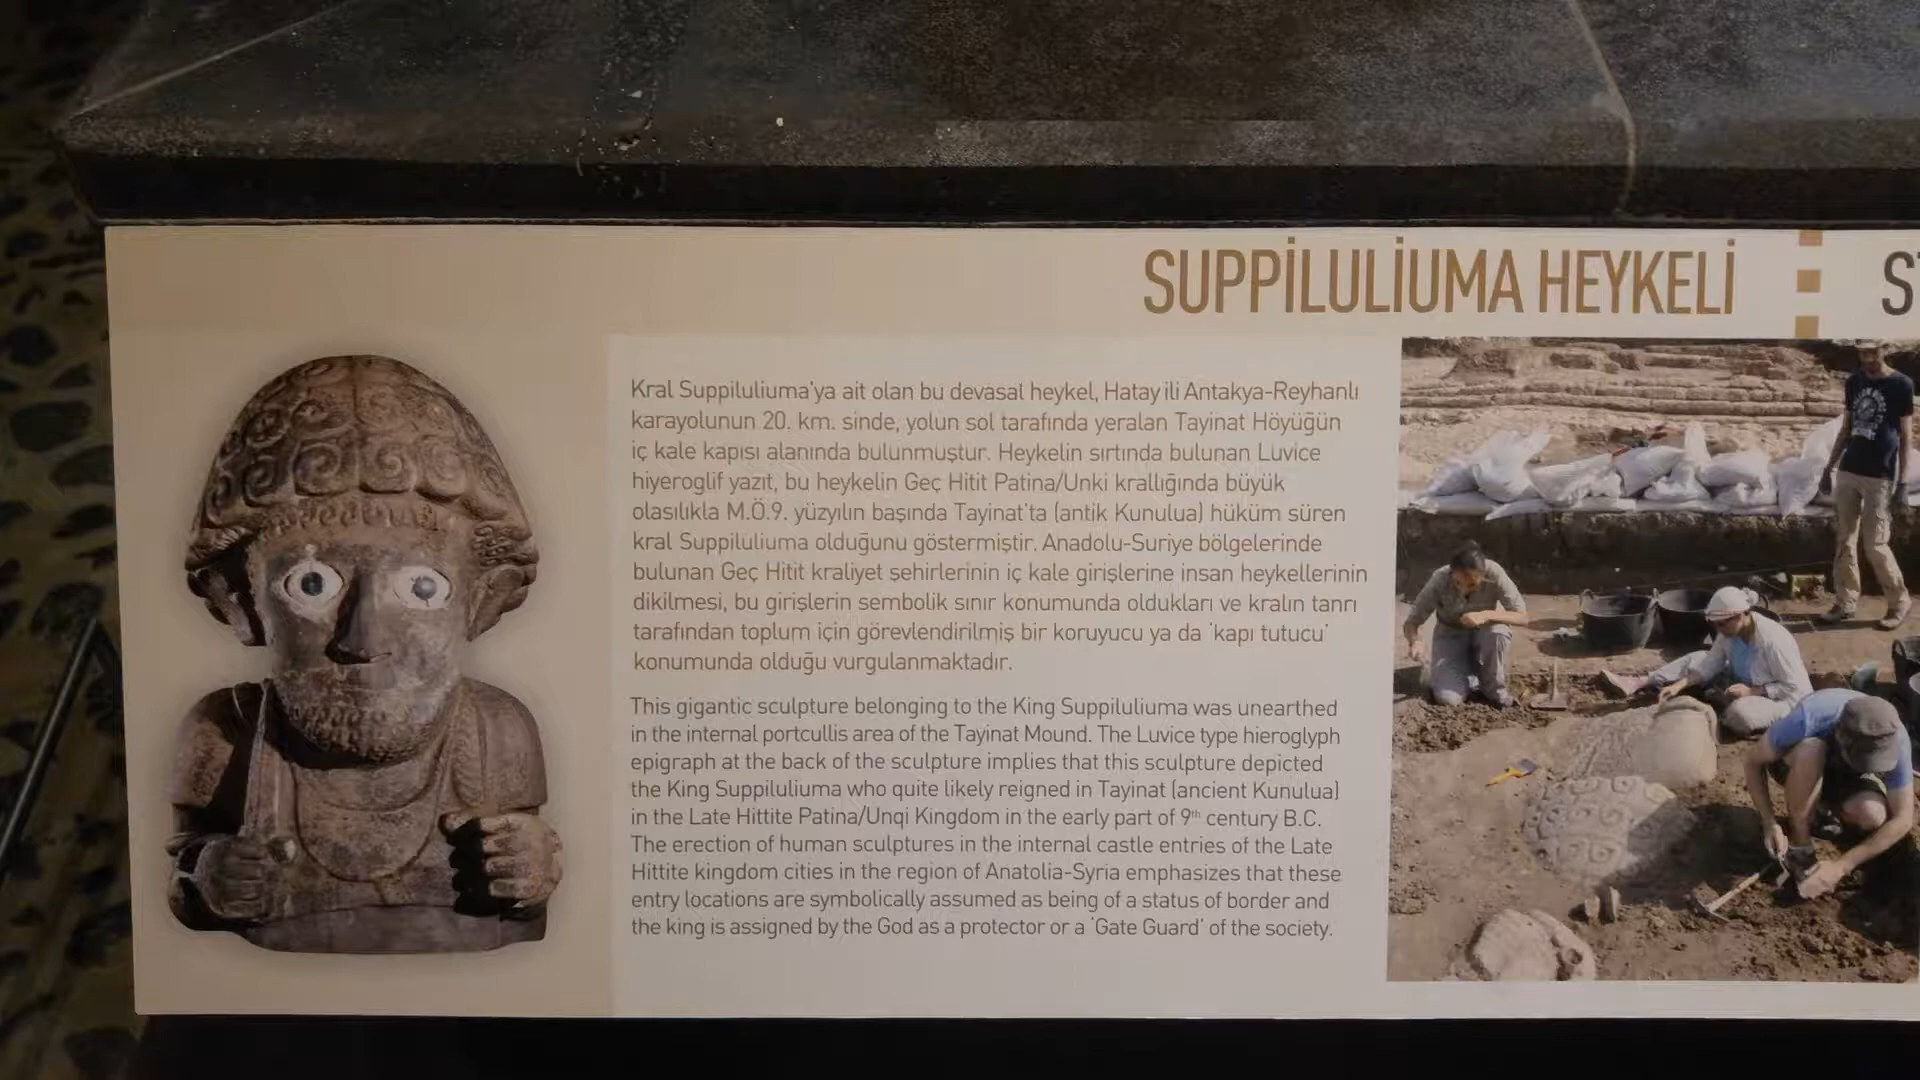 SUPPİLULİUMA HEYKELİ
Kral Suppiluliuma'ya ait olan bu devasal heykel, Hatay ili Antakya-Reyhanlı
karayolunun 20. km. sinde, yolun sol tarafında yeralan Tayinat Höyüğün
iç kale kapısı alanında bulunmuştur. Heykelin sırtında bulunan Luvice
hiyeroglif yazıt, bu heykelin Geç Hitit Patina/Unki krallığında büyük
olasılıkla M.Ö.9. yüzyılın başında Tayinat'ta (antik Kunulua) hüküm süren
kral Suppiluliuma olduğunu göstermiştir. Anadolu-Suriye bölgelerinde
bulunan Geç Hitit kraliyet şehirlerinin iç kale girişlerine insan heykellerinin
dikilmesi, bu girişlerin sembolik sınır konumunda oldukları ve kralın tanrı
tarafından toplum için görevlendirilmiş bir koruyucu ya da 'kapı tutucu'
konumunda olduğu vurgulanmaktadır.
This gigantic sculpture belonging to the King Suppiluliuma was unearthed
in the internal portcullis area of the Tayinat Mound. The Luvice type hieroglyph
epigraph at the back of the sculpture implies that this sculpture depicted
the King Suppiluliuma who quite likely reigned in Tayinat (ancient Kunulua)
in the Late Hittite Patina/Unqi Kingdom in the early part of 9th century B.C.
The erection of human sculptures in the internal castle entries of the Late
Hittite kingdom cities in the region of Anatolia-Syria emphasizes that these
entry locations are symbolically assumed as being of a status of border and
the king is assigned by the God as a protector or a 'Gate Guard' of the society.